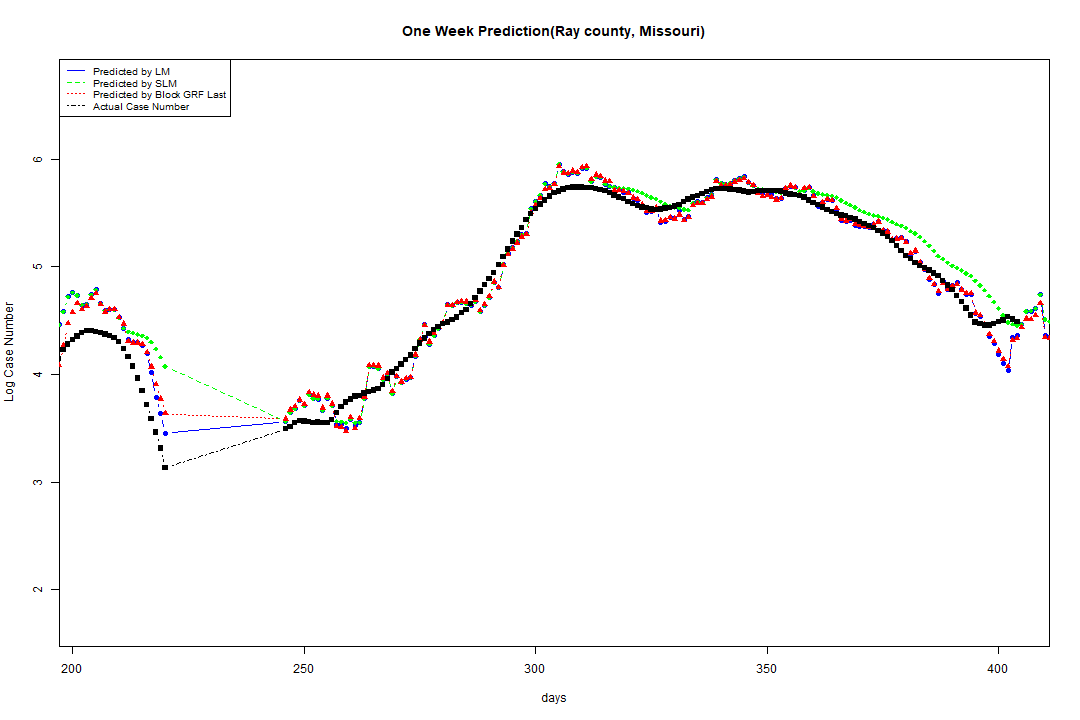 One Week Prediction(Ray county, Missouri)
Predicted by LM
Predicted by SLM
Predicted by Block GRF Last
Actual Case Number
6
5
4
3
2
Log Case Number
200 250 300 350 400
days